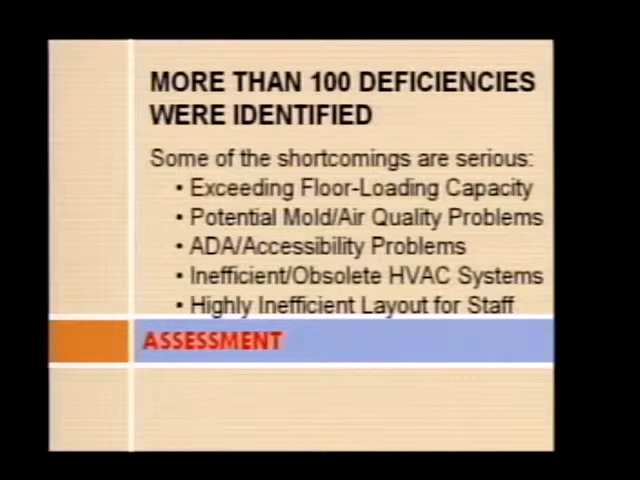 MORE THAN 100 DEFICIENCIES
WERE IDENTIFIED
Some of the shortcomings are serious:
• Exceeding Floor-Loading Capacity
• Potential Mold/Air Quality Problems
• ADA/Accessibility Problems
• Inefficient/Obsolete HVAC Systems
• Highly Inefficient Layout for Staff
ASSESSMENT